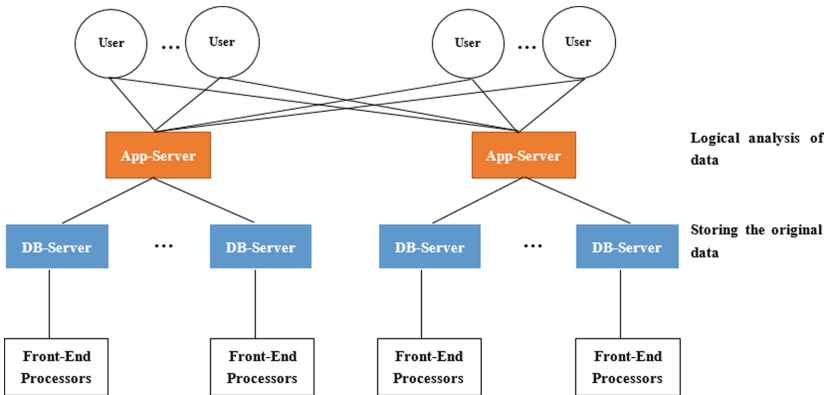 User ... User User ... User
App-Server App-Server
Logical analysis of
data
DB-Server ... DB-Server DB-Server ... DB-Server
Storing the original
data
Front-End Front-End Front-End Front-End
Processors Processors Processors Processors